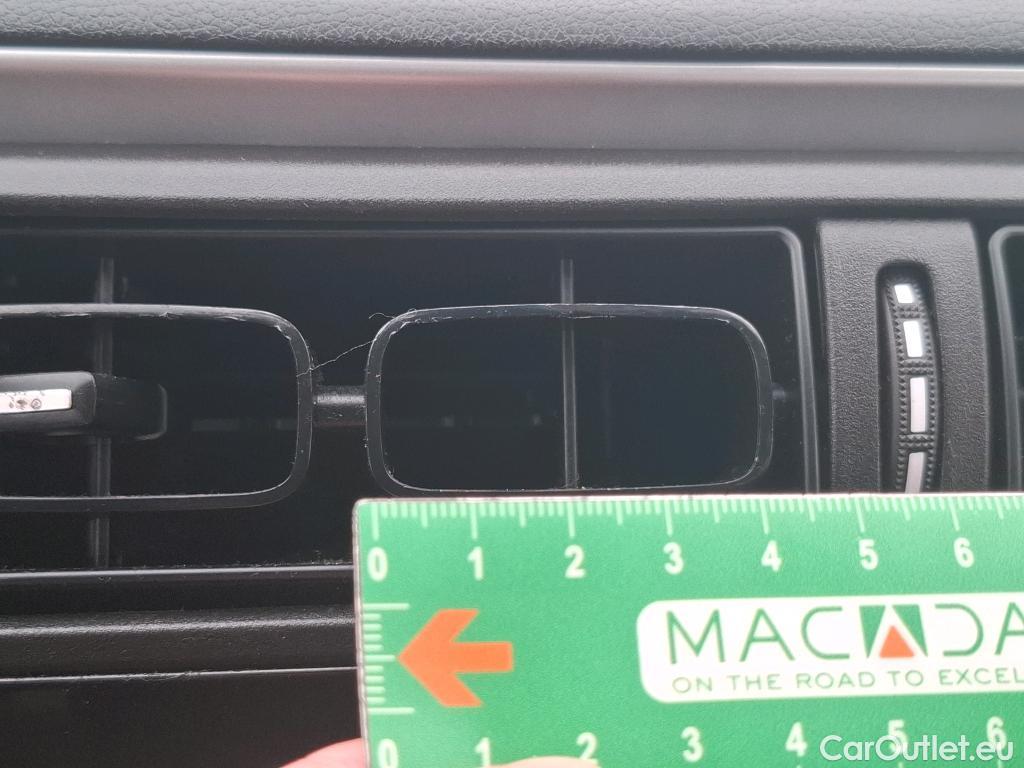 0 1 2 3 4 5 6
MACADA
ON THE ROAD TO EXCEL
0 1 2 3 4 5 6
CarOutlet.eu